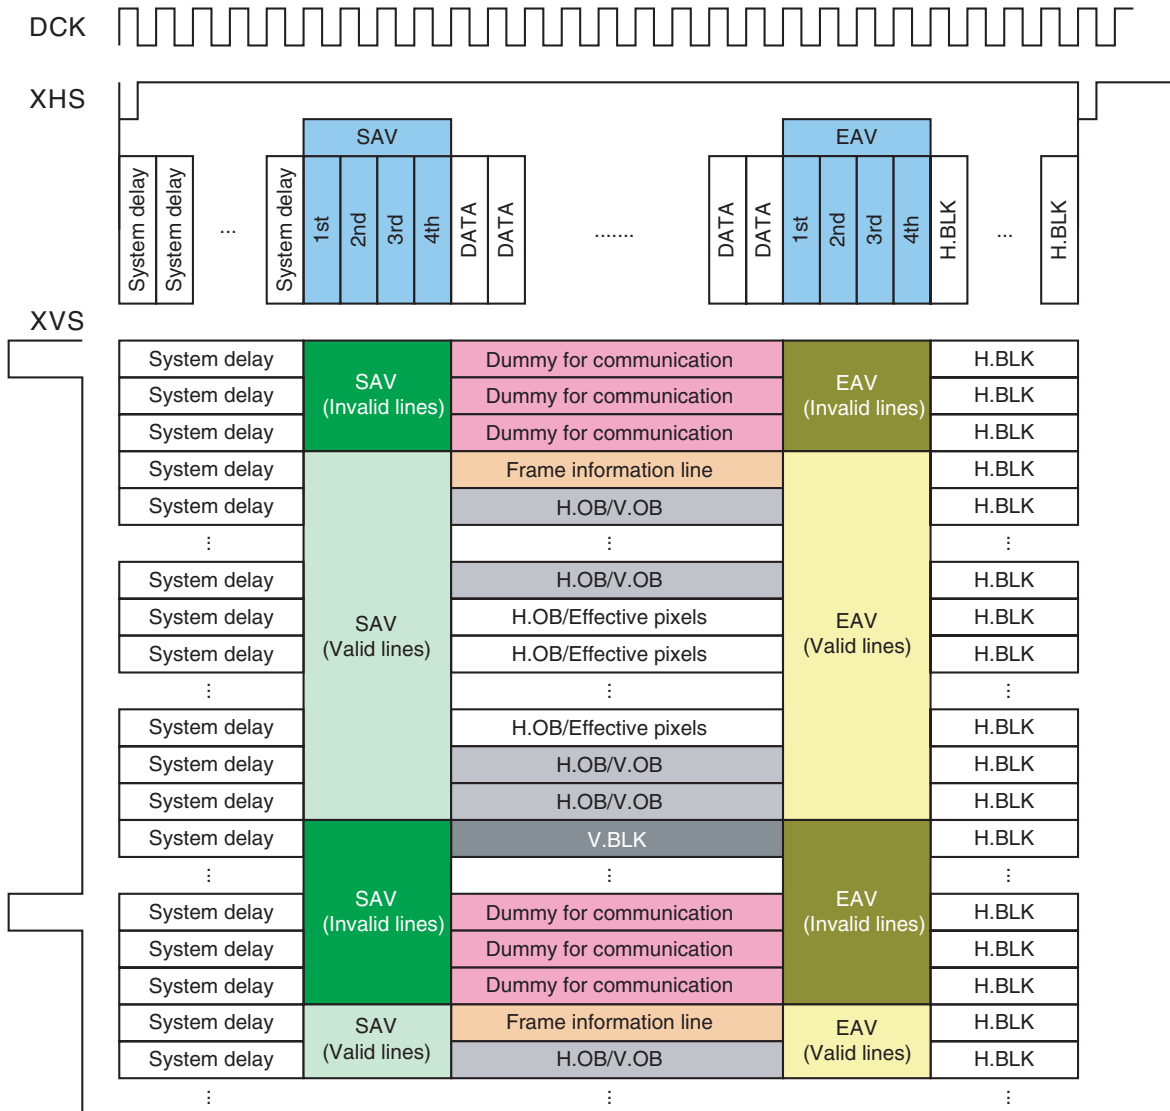 DCK
XHS
SAV
EAV
System delay
System delay
...
System delay
1st
2nd
3rd
4th
DATA
DATA
.......
DATA
DATA
1st
2nd
3rd
4th
H.BLK
...
H.BLK
XVS
System delay
SAV
(Invalid lines)
Dummy for communication
EAV
(Invalid lines)
H.BLK
System delay
Dummy for communication
H.BLK
System delay
Dummy for communication
H.BLK
System delay
SAV
(Valid lines)
Frame information line
EAV
(Valid lines)
H.BLK
System delay
H.OB/V.OB
H.BLK
...
...
...
System delay
H.OB/V.OB
H.BLK
System delay
H.OB/Effective pixels
H.BLK
System delay
H.OB/Effective pixels
H.BLK
...
...
...
System delay
H.OB/Effective pixels
H.BLK
System delay
H.OB/V.OB
H.BLK
System delay
H.OB/V.OB
H.BLK
System delay
SAV
(Invalid lines)
V.BLK
EAV
(Invalid lines)
H.BLK
...
...
...
System delay
Dummy for communication
H.BLK
System delay
Dummy for communication
H.BLK
System delay
Dummy for communication
H.BLK
System delay
SAV
(Valid lines)
Frame information line
EAV
(Valid lines)
H.BLK
System delay
H.OB/V.OB
H.BLK
...
...
...